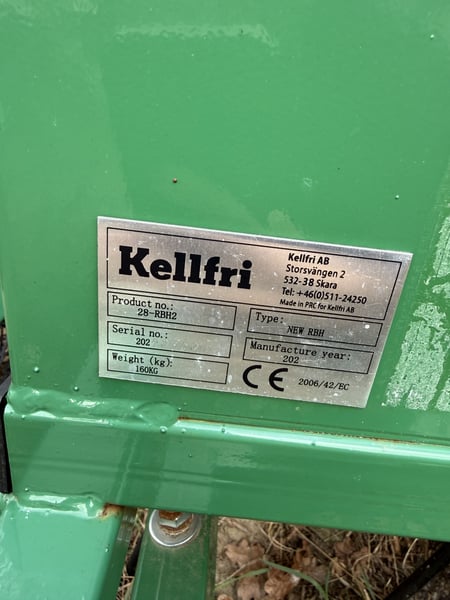 Kellfri
Kellfri AB
Storsvängen 2
532-38 Skara
Tel: +46(0)511-24250
Made in PRC for Kellfri AB
Product no.:
28-RBH2
Type:
NEW RBH
Serial no.:
202
Manufacture year:
202
Weight (kg):
160KG
CE 2006/42/EC